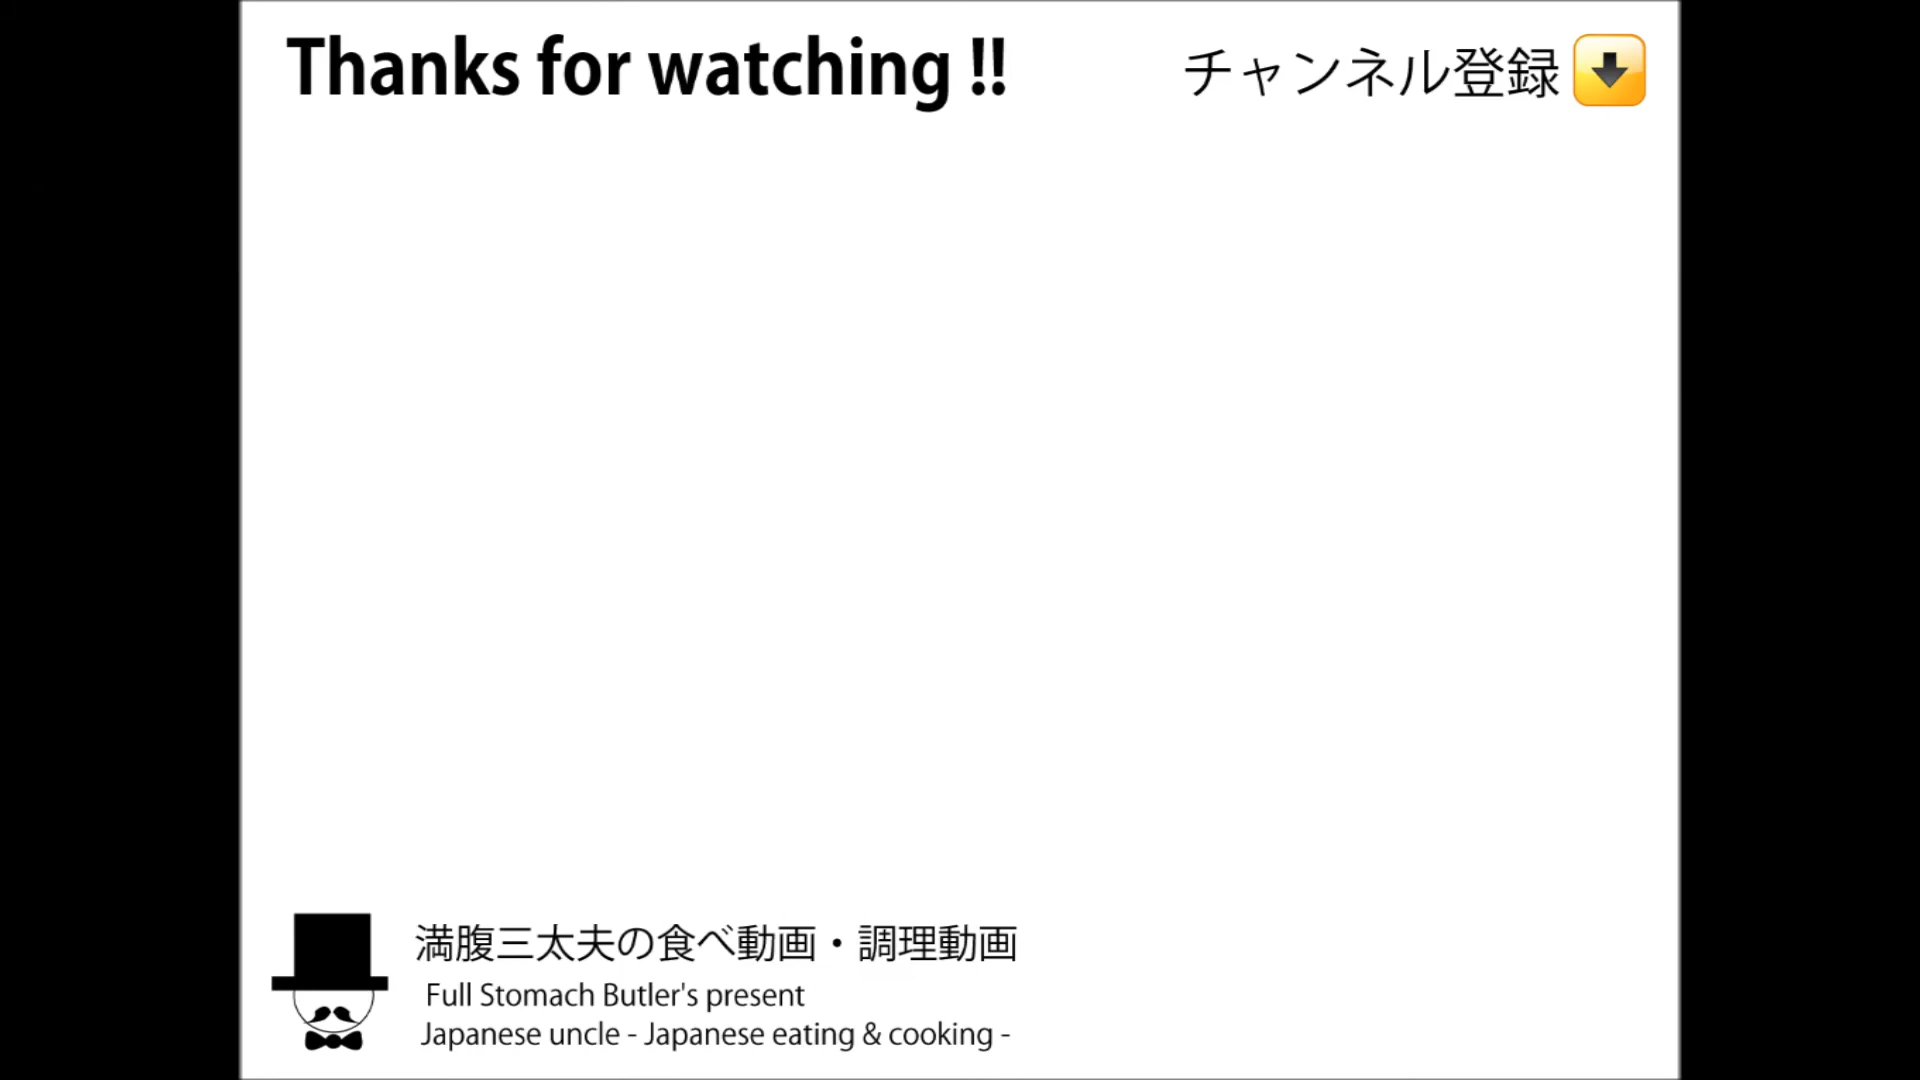 Thanks for watching !!
チャンネル登録
満腹三太夫の食べ動画・調理動画
Full Stomach Butler's present
Japanese uncle - Japanese eating & cooking -